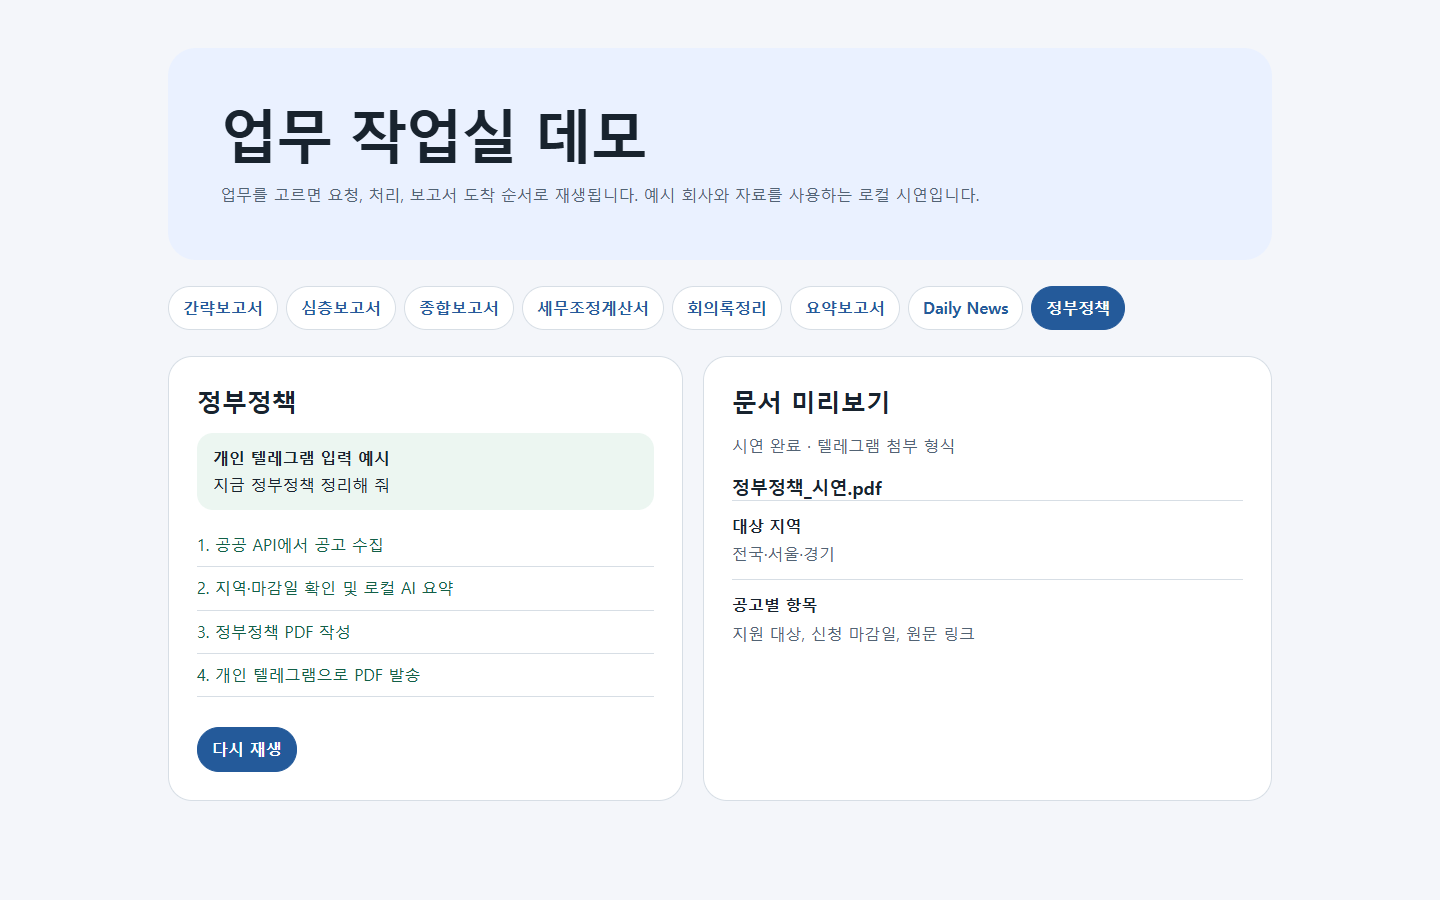 업무 작업실 데모
업무를 고르면 요청, 처리, 보고서 도착 순서로 재생됩니다. 예시 회사와 자료를 사용하는 로컬 시연입니다.
간략보고서
심층보고서
종합보고서
세무조정계산서
회의록정리
요약보고서
Daily News
정부정책
정부정책
개인 텔레그램 입력 예시
지금 정부정책 정리해 줘
1. 공공 API에서 공고 수집
2. 지역·마감일 확인 및 로컬 AI 요약
3. 정부정책 PDF 작성
4. 개인 텔레그램으로 PDF 발송
다시 재생
문서 미리보기
시연 완료 · 텔레그램 첨부 형식
정부정책_시연.pdf
대상 지역
전국·서울·경기
공고별 항목
지원 대상, 신청 마감일, 원문 링크